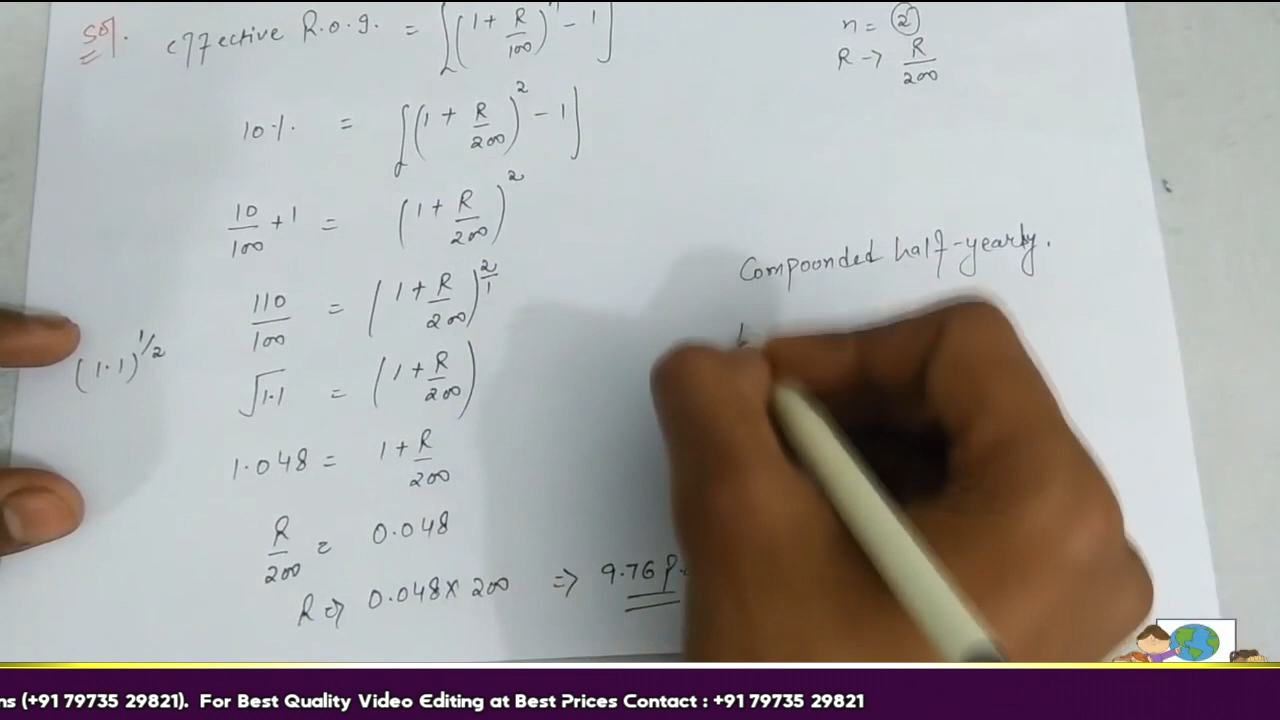 Sol. effective R.o.g. = [(1 + R/100)^n - 1]
n = 2
R → R/200
10% = [(1 + R/200)^2 - 1]
10/100 + 1 = (1 + R/200)^2
Compounded half-yearly.
110/100 = (1 + R/200)^2/1
(1.1)^1/2
√1.1 = (1 + R/200)
1.048 = 1 + R/200
R/200 = 0.048
R ⇒ 0.048 × 200 ⇒ 9.76 p.
ns (+91 79735 29821). For Best Quality Video Editing at Best Prices Contact : +91 79735 29821